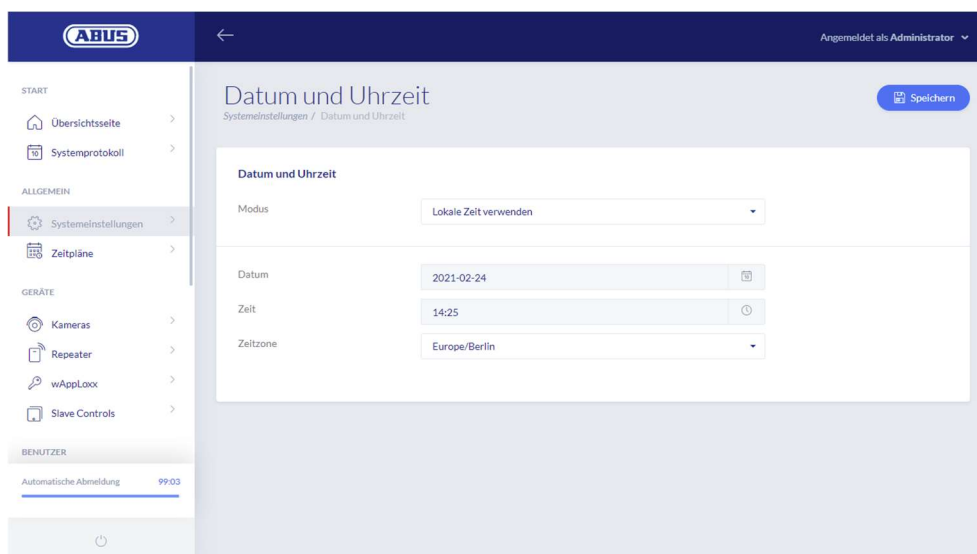 ABUS
Angemeldet als Administrator
START
Übersichtsseite
10
Systemprotokoll
ALLGEMEIN
Systemeinstellungen
Zeitpläne
GERÄTE
Kameras
Repeater
wAppLoxx
Slave Controls
BENUTZER
Automatische Abmeldung 99:03
Datum und Uhrzeit
Systemeinstellungen / Datum und Uhrzeit
Speichern
Datum und Uhrzeit
Modus Lokale Zeit verwenden
Datum 2021-02-24
Zeit 14:25
Zeitzone Europe/Berlin